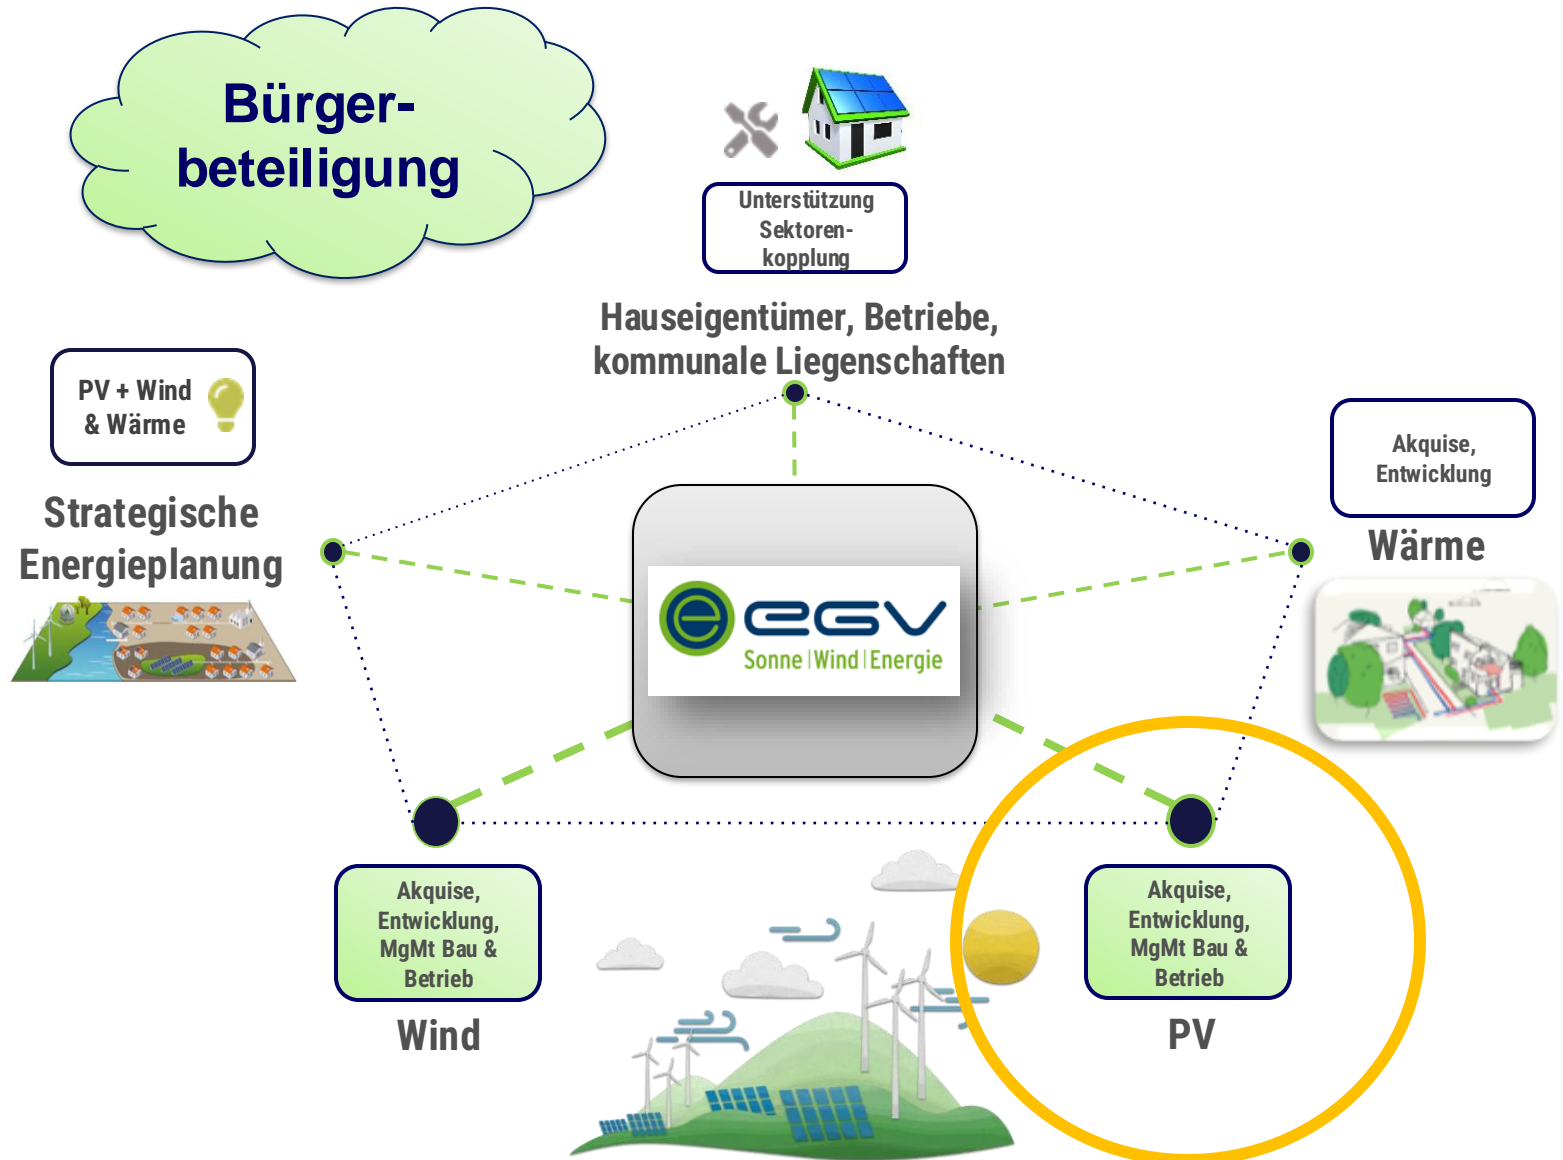 Bürger-
beteiligung
Unterstützung
Sektoren-
kopplung
Hauseigentümer, Betriebe,
kommunale Liegenschaften
PV + Wind
& Wärme
Strategische
Energieplanung
Akquise,
Entwicklung
Wärme
e eGV
Sonne | Wind | Energie
Akquise,
Entwicklung,
MgMt Bau &
Betrieb
Wind
Akquise,
Entwicklung,
MgMt Bau &
Betrieb
PV